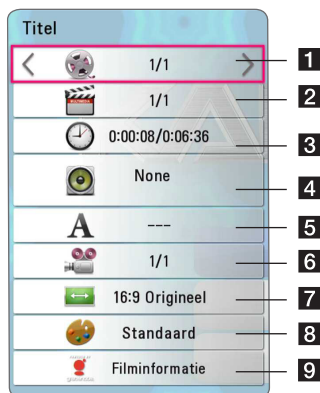 Titel
1/1
1
1/1
2
0:00:08/0:06:36
3
None
4
A
---
5
1/1
6
16:9 Origineel
7
Standaard
8
Filminformatie
9